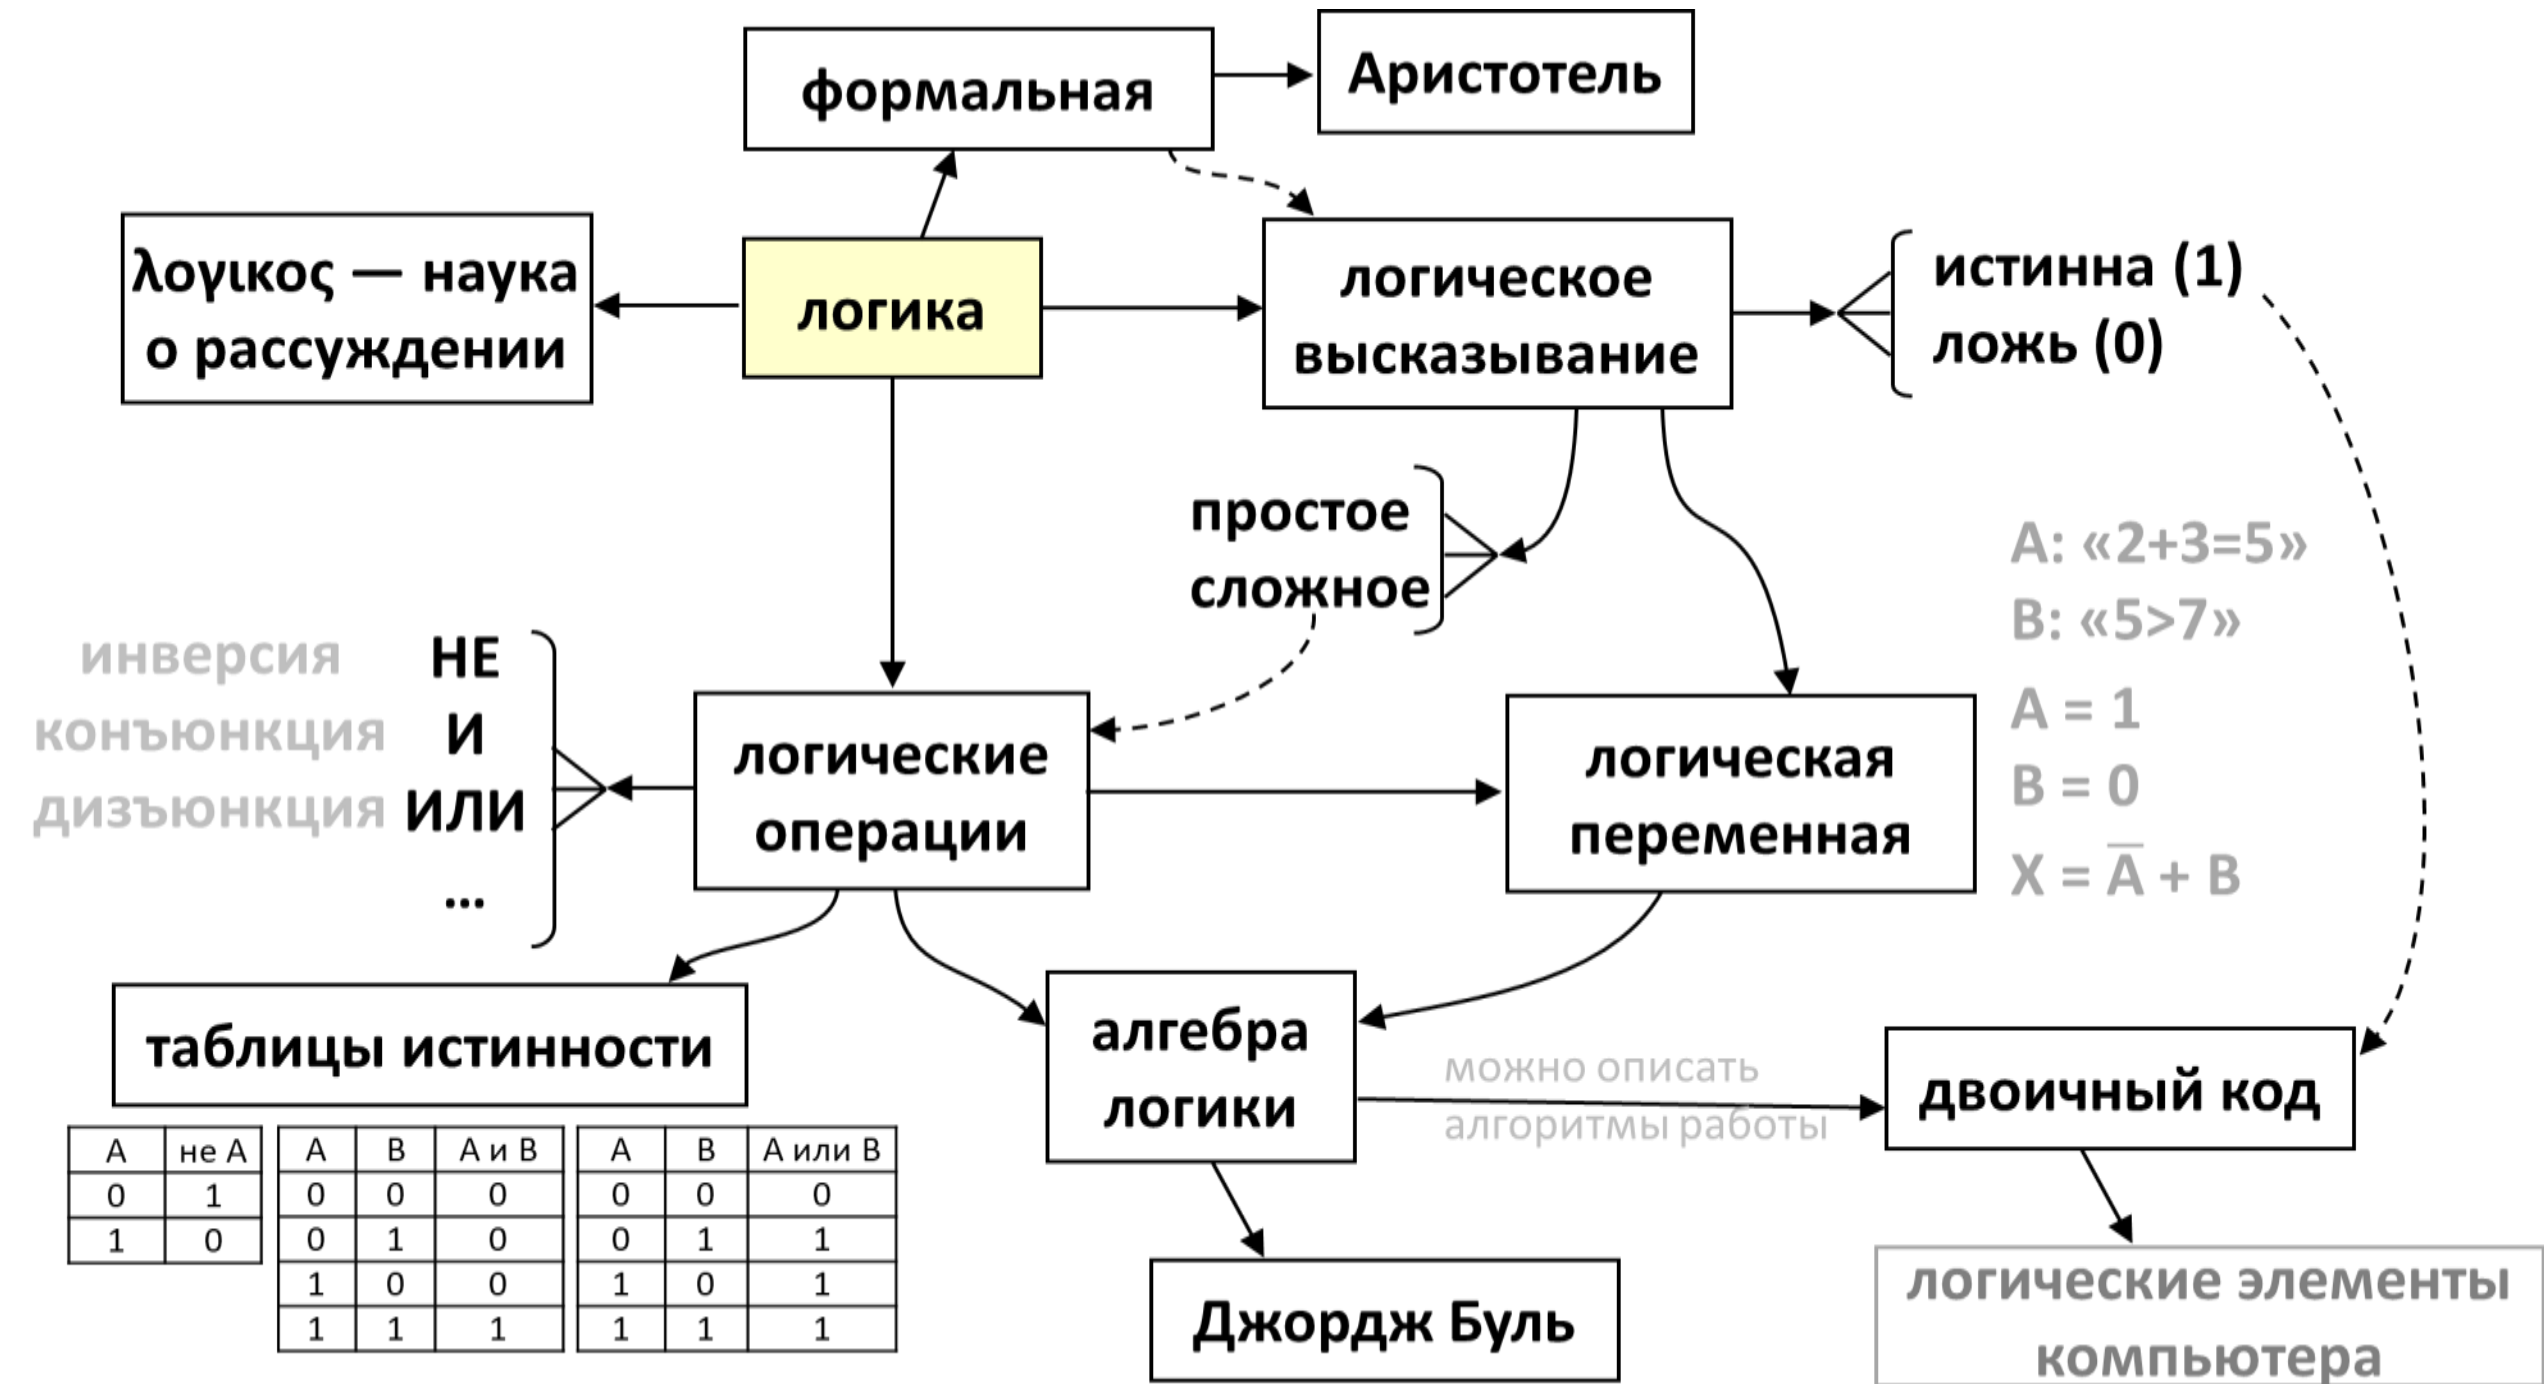 формальная
Аристотель
λογικος — наука
о рассуждении
логика
логическое
высказывание
истинна (1)
ложь (0)
простое
сложное
A: «2+3=5»
B: «5>7»
A = 1
B = 0
X = A̅ + B
инверсия НЕ
конъюнкция И
дизъюнкция ИЛИ
...
логические
операции
логическая
переменная
таблицы истинности
алгебра
логики
можно описать
алгоритмы работы
двоичный код
A не A
0 1
1 0
A B A и B
0 0 0
0 1 0
1 0 0
1 1 1
A B A или B
0 0 0
0 1 1
1 0 1
1 1 1
Джордж Буль
логические элементы
компьютера